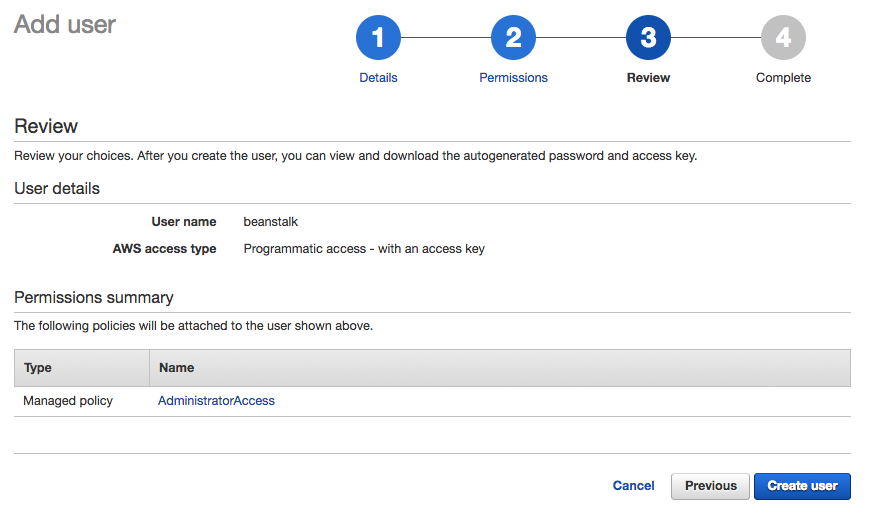 Add user
1 2 3 4
Details Permissions Review Complete
Review
Review your choices. After you create the user, you can view and download the autogenerated password and access key.
User details
User name beanstalk
AWS access type Programmatic access - with an access key
Permissions summary
The following policies will be attached to the user shown above.
Type Name
Managed policy AdministratorAccess
Cancel Previous Create user